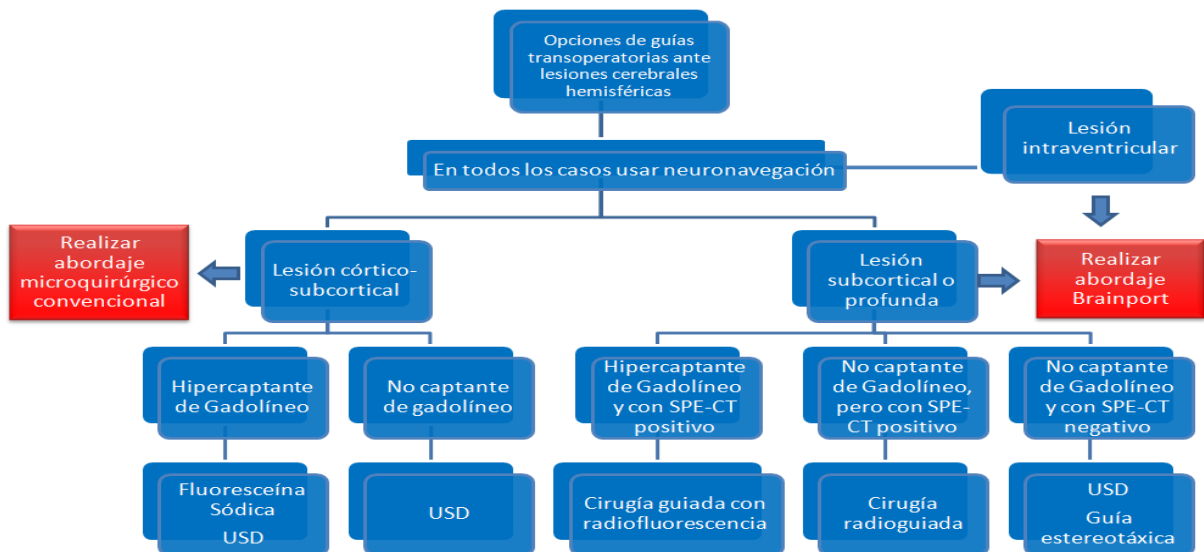 Opciones de guías
transoperatorias ante
lesiones cerebrales
hemisféricas
Lesión
intraventricular
En todos los casos usar neuronavegación
Realizar
abordaje
microquirúrgico
convencional
Lesión córtico-
subcortical
Lesión
subcortical o
profunda
Realizar
abordaje
Brainport
Hipercaptante
de Gadolíneo
No captante
de gadolíneo
Hipercaptante
de Gadolíneo
y con SPE-CT
positivo
No captante
de Gadolíneo,
pero con SPE-
CT positivo
No captante
de Gadolíneo
y con SPE-CT
negativo
Fluoresceína
Sódica
USD
USD
Cirugía guiada con
radiofluorescencia
Cirugía
radioguiada
USD
Guía
estereotáxica